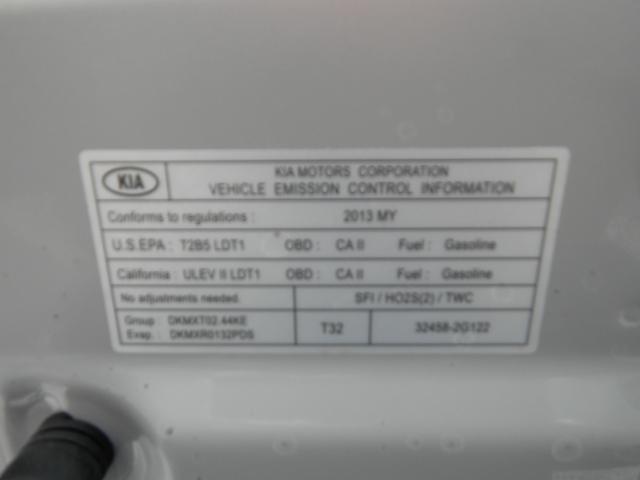 KIA
KIA MOTORS CORPORATION
VEHICLE EMISSION CONTROL INFORMATION
Conforms to regulations : 2013 MY
U.S.EPA : T2B5 LDT1 OBD : CA II Fuel : Gasoline
California : ULEV II LDT1 OBD : CA II Fuel : Gasoline
No adjustments needed. SFI / HO2S(2) / TWC
Group : DKMXT02.44KE
Evap. : DKMXR0132PDS
T32 32458-2G122